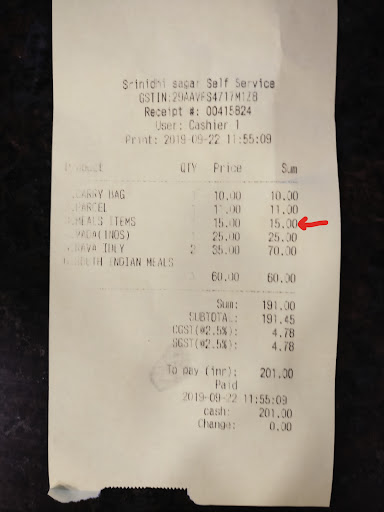 Srinidhi sagar Self Service
Receipt #: 00415824
User: Cashier 1
Print: 2019-09-22 11:55:09
QTY Price Sum
CARRY BAG 10.00 10.00
PARCEL 11.00 11.00
MEALS ITEMS 15.00 15.00
VADA(1NOS) 25.00 25.00
RAVA IDLY 2 35.00 70.00
INDIAN MEALS
60.00 60.00
Sum: 191.00
SUBTOTAL: 191.45
CGST(@2.5%): 4.78
SGST(@2.5%): 4.78
To pay (inr): 201.00
Paid
2019-09-22 11:55:09
cash: 201.00
Change: 0.00